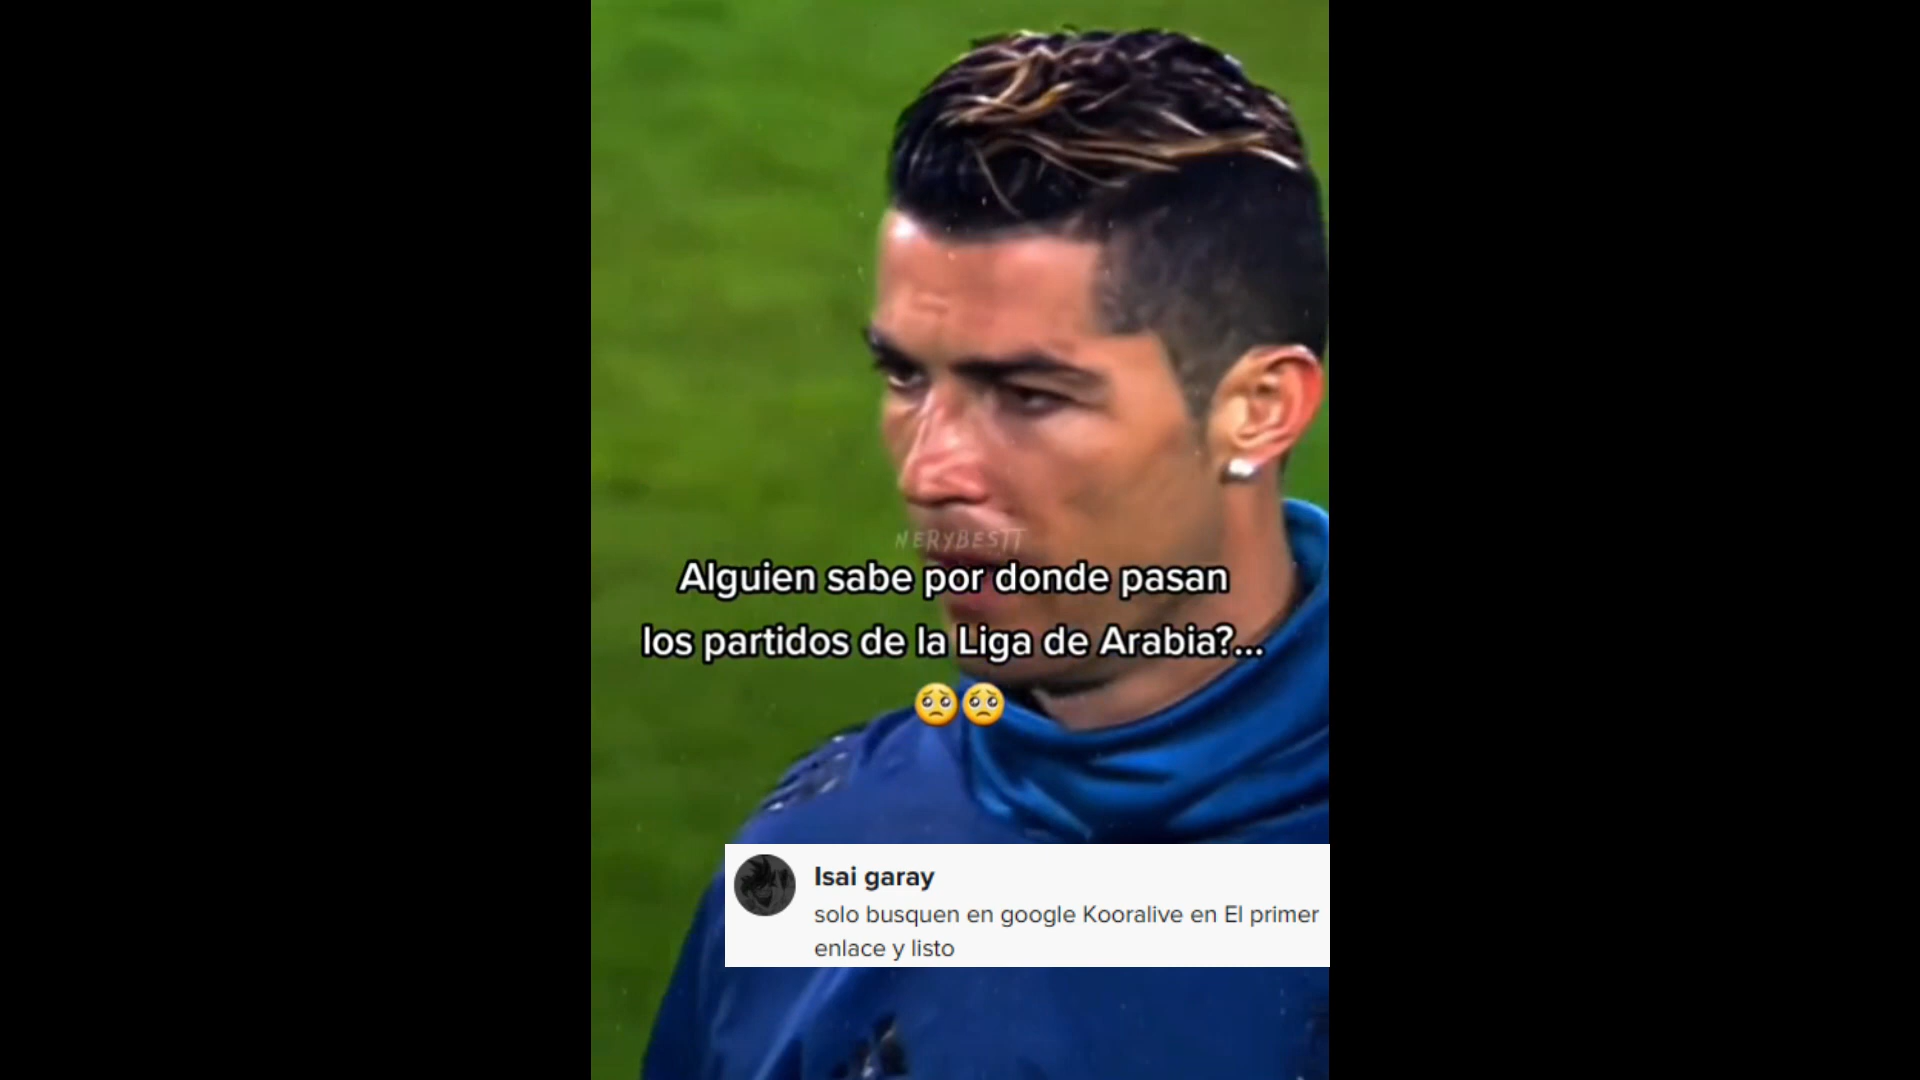 NERYBESTT
Alguien sabe por donde pasan
los partidos de la Liga de Arabia?...
🥺🥺
Isai garay
solo busquen en google Kooralive en El primer
enlace y listo